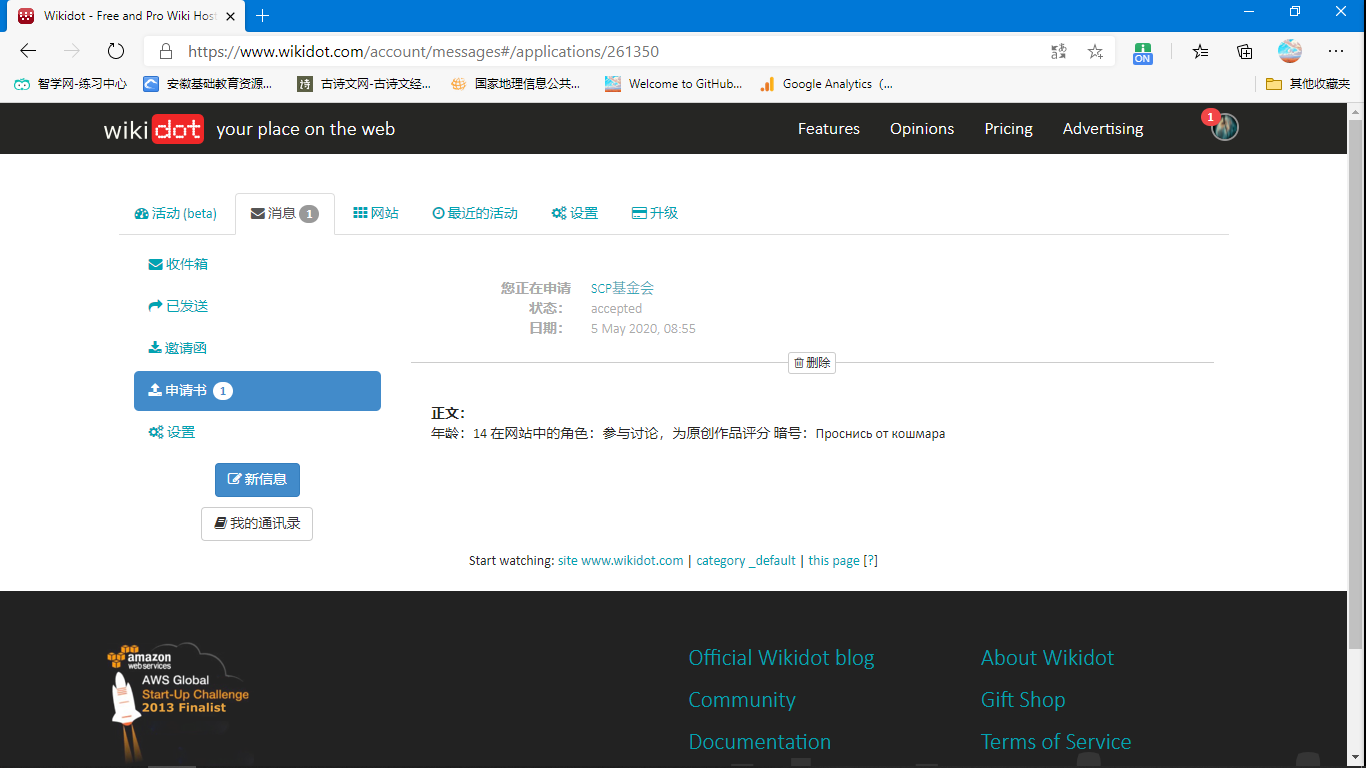 Wikidot - Free and Pro Wiki Host
https://www.wikidot.com/account/messages#/applications/261350
ON
智学网-练习中心 安徽基础教育资源... 诗 古诗文网-古诗文经... 国家地理信息公共... Welcome to GitHub... Google Analytics (... 其他收藏夹
wiki dot your place on the web Features Opinions Pricing Advertising 1
活动 (beta) 消息 1 网站 最近的活动 设置 升级
收件箱
已发送
邀请函
申请书 1
设置
新信息
我的通讯录
您正在申请 SCP基金会
状态： accepted
日期： 5 May 2020, 08:55
删除
正文：
年龄：14 在网站中的角色：参与讨论，为原创作品评分 暗号：Проснись от кошмара
Start watching: site www.wikidot.com | category _default | this page [?]
amazon
web services
AWS Global
Start-Up Challenge
2013 Finalist
Official Wikidot blog
Community
Documentation
About Wikidot
Gift Shop
Terms of Service